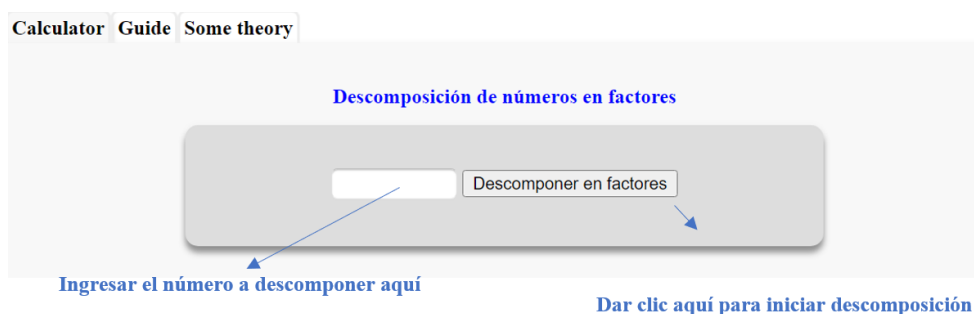 Calculator Guide Some theory
Descomposición de números en factores
Descomponer en factores
Ingresar el número a descomponer aquí
Dar clic aquí para iniciar descomposición